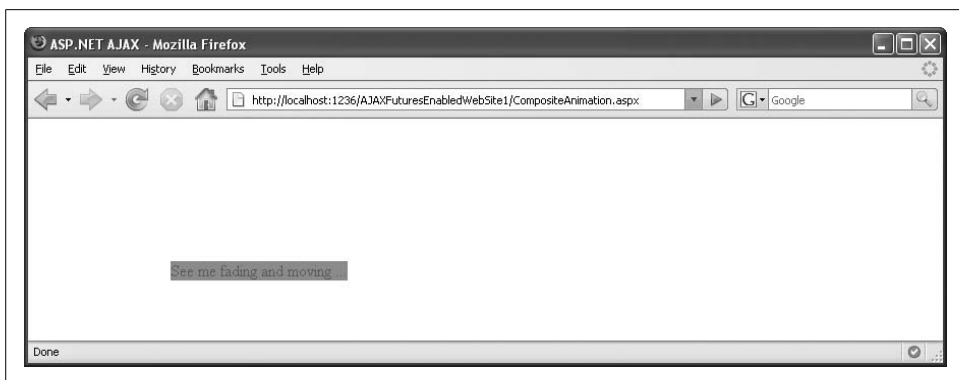 ASP.NET AJAX - Mozilla Firefox
File Edit View History Bookmarks Tools Help
http://localhost:1236/AJAXFuturesEnabledWebSite1/CompositeAnimation.aspx G Google
See me fading and moving ...
Done